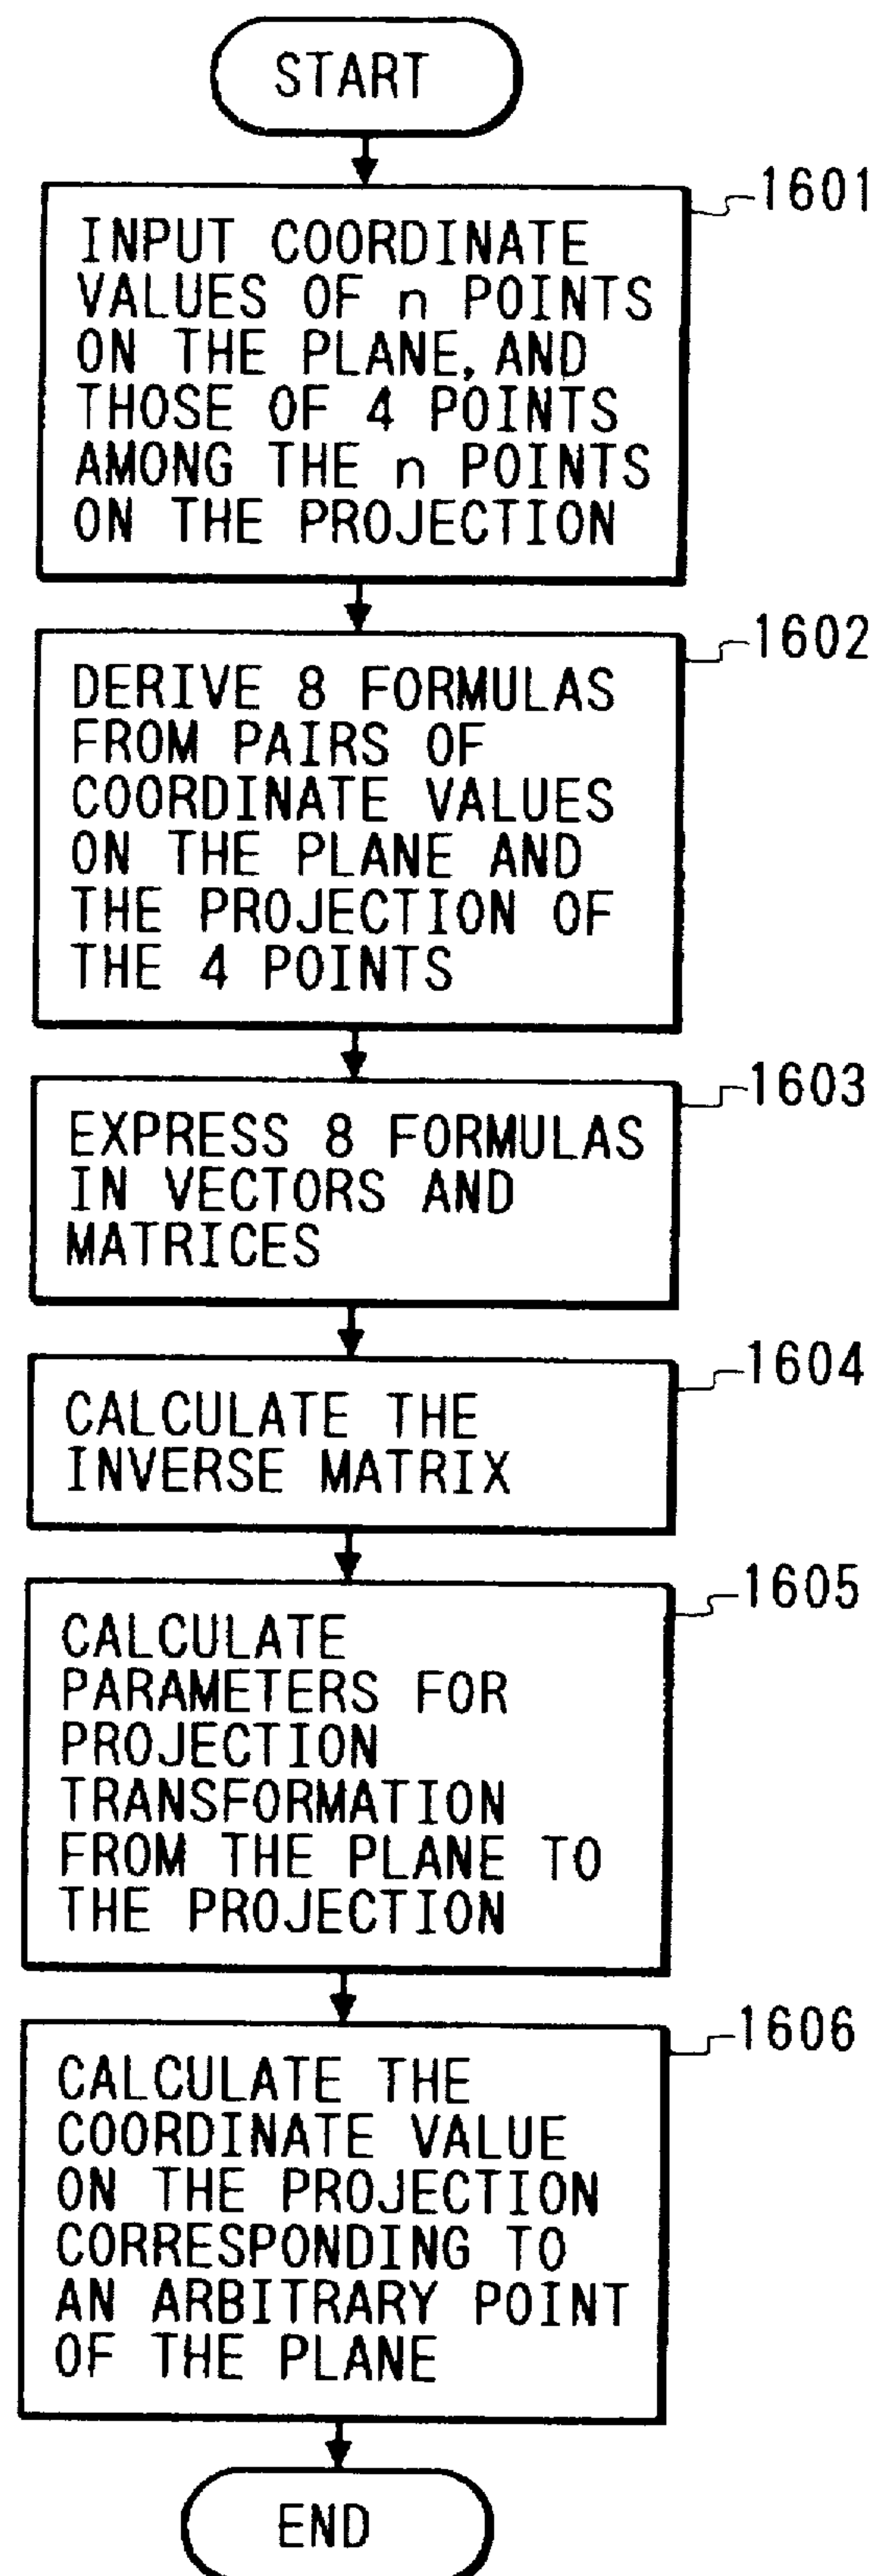 START
1601
INPUT COORDINATE
VALUES OF n POINTS
ON THE PLANE, AND
THOSE OF 4 POINTS
AMONG THE n POINTS
ON THE PROJECTION
1602
DERIVE 8 FORMULAS
FROM PAIRS OF
COORDINATE VALUES
ON THE PLANE AND
THE PROJECTION OF
THE 4 POINTS
1603
EXPRESS 8 FORMULAS
IN VECTORS AND
MATRICES
1604
CALCULATE THE
INVERSE MATRIX
1605
CALCULATE
PARAMETERS FOR
PROJECTION
TRANSFORMATION
FROM THE PLANE TO
THE PROJECTION
1606
CALCULATE THE
COORDINATE VALUE
ON THE PROJECTION
CORRESPONDING TO
AN ARBITRARY POINT
OF THE PLANE
END